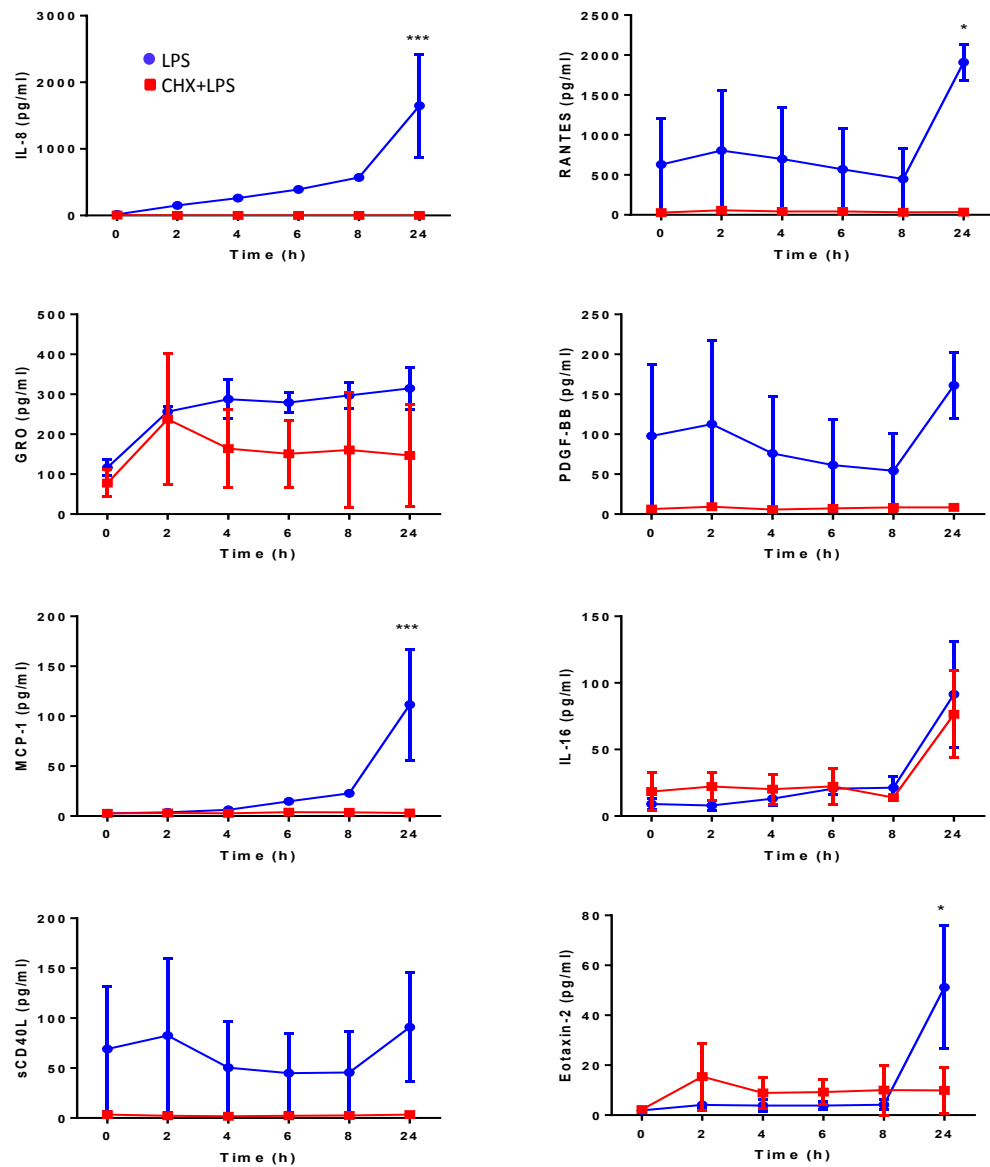 3000
2000
1000
0
IL-8 (pg/ml)
LPS
CHX+LPS
***
0 2 4 6 8 24
Time (h)
2500
2000
1500
1000
500
0
RANTES (pg/ml)
*
0 2 4 6 8 24
Time (h)
500
400
300
200
100
0
GRO (pg/ml)
0 2 4 6 8 24
Time (h)
250
200
150
100
50
0
PDGF-BB (pg/ml)
0 2 4 6 8 24
Time (h)
200
150
100
50
0
MCP-1 (pg/ml)
***
0 2 4 6 8 24
Time (h)
150
100
50
0
IL-16 (pg/ml)
0 2 4 6 8 24
Time (h)
200
150
100
50
0
sCD40L (pg/ml)
0 2 4 6 8 24
Time (h)
80
60
40
20
0
Eotaxin-2 (pg/ml)
*
0 2 4 6 8 24
Time (h)